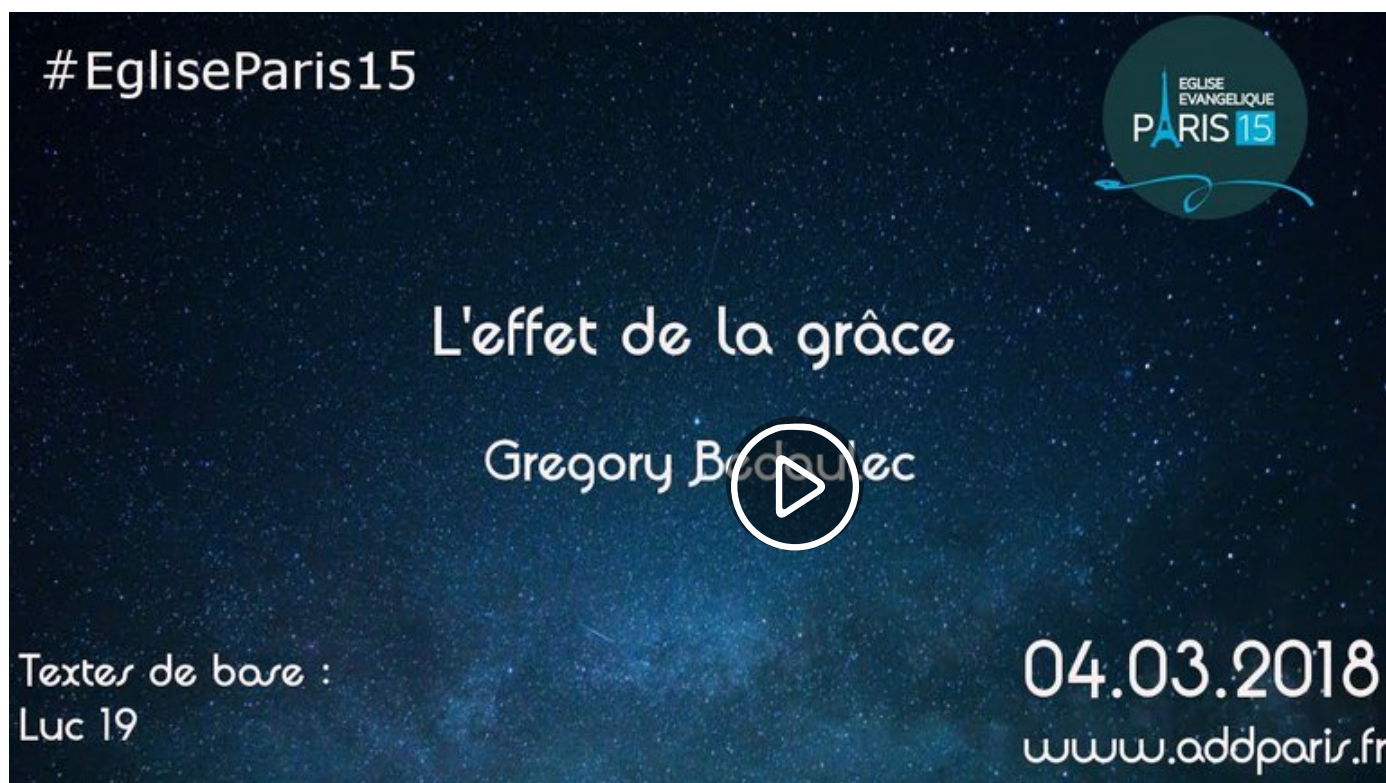 #EgliseParis15
EGLISE
EVANGELIQUE
PARIS 15
L'effet de la grâce
Gregory
Textes de base :
Luc 19
04.03.2018
www.addparis.fr